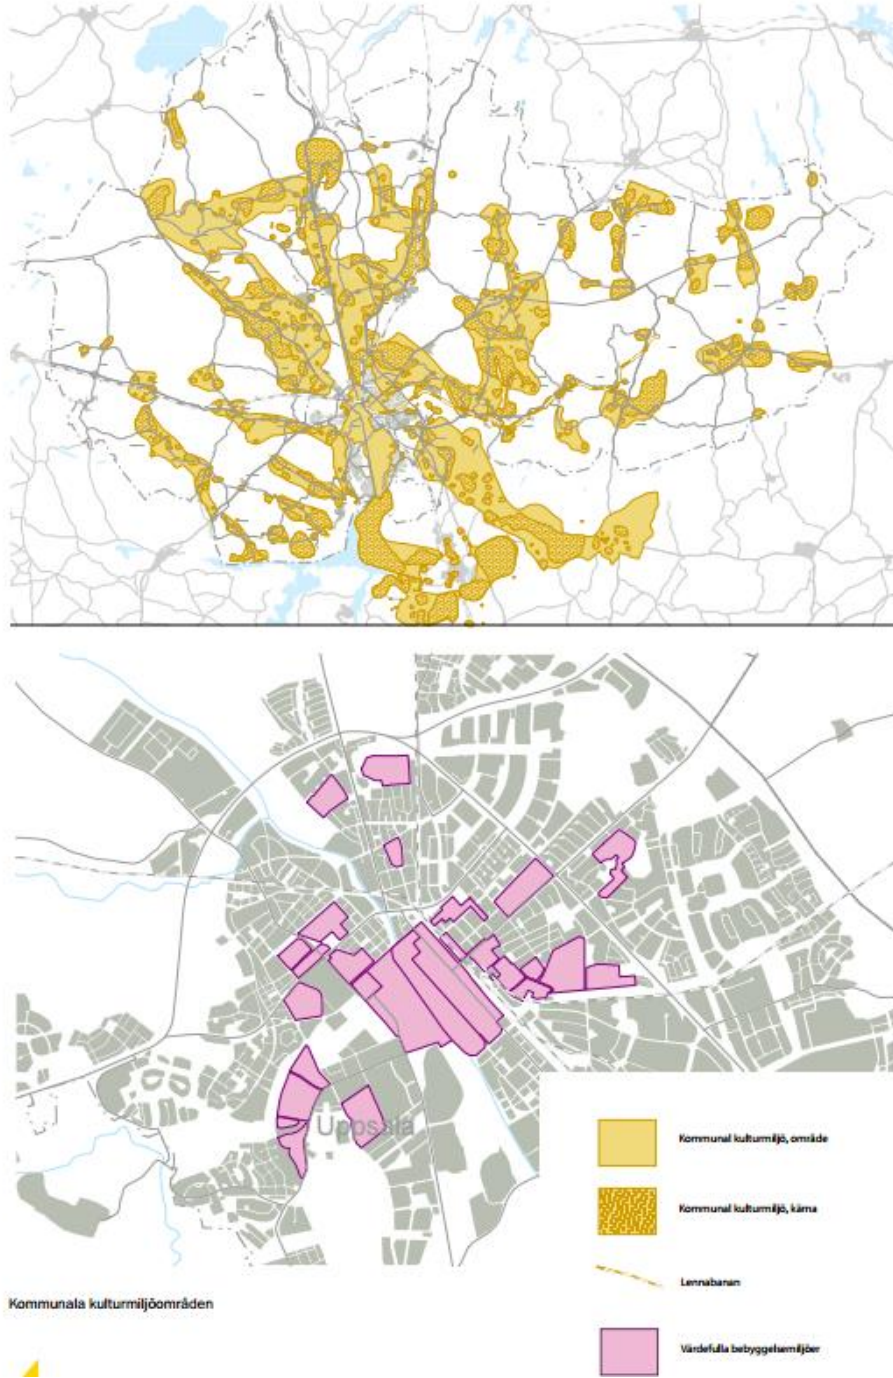 Uppsala
Kommunal kulturmiljö, område
Kommunal kulturmiljö, kärna
Lennabanan
Värdefulla bebyggelsemiljöer
Kommunala kulturmiljöområden